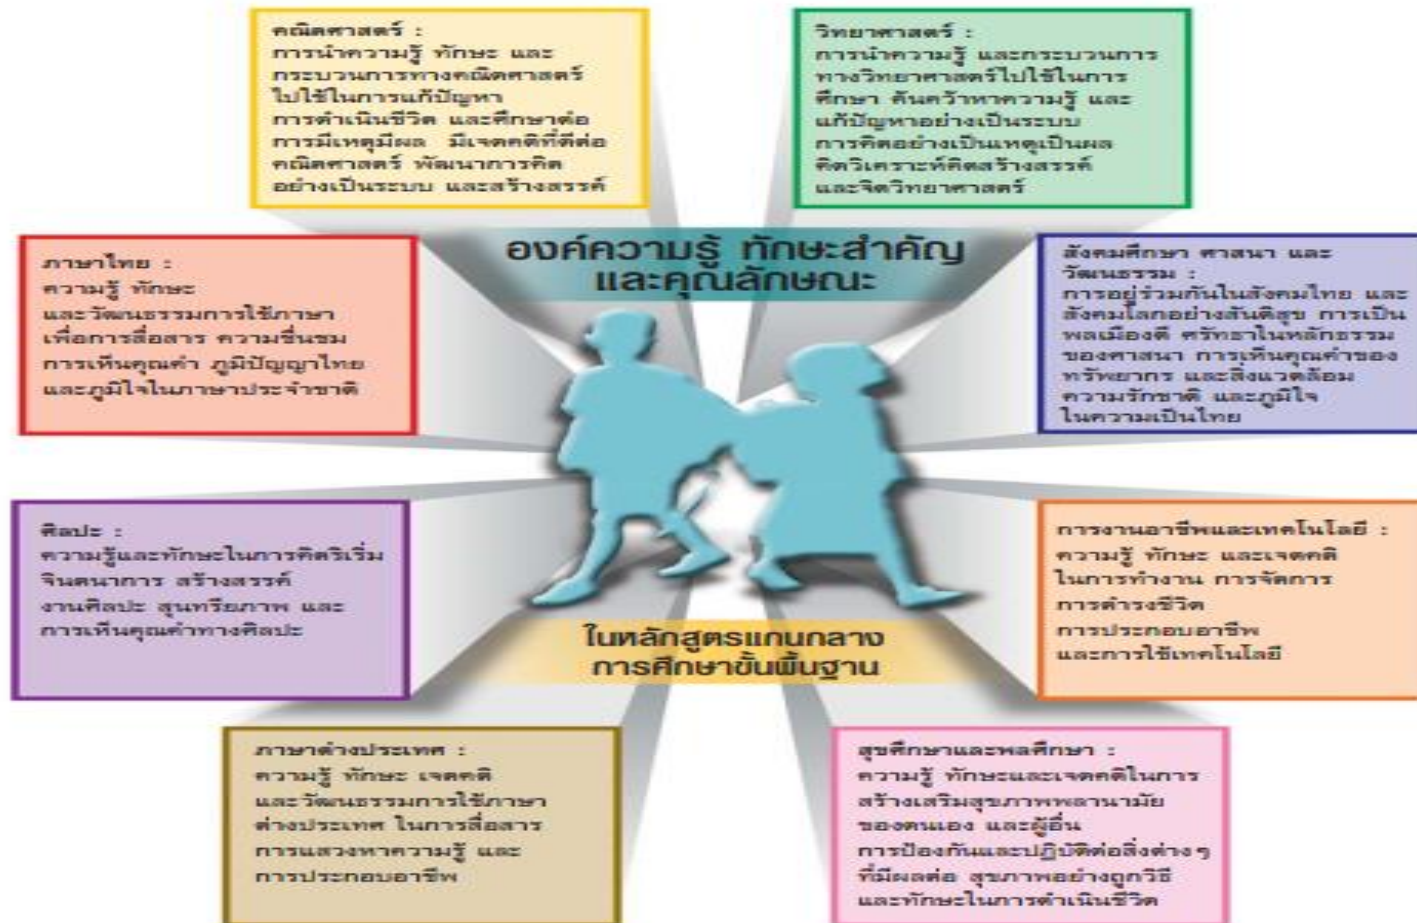 คณิตศาสตร์ :
การนำความรู้ ทักษะ และ
กระบวนการทางคณิตศาสตร์
ไปใช้ในการแก้ปัญหา
การดำเนินชีวิต และศึกษาต่อ
การมีเหตุมีผล มีเจตคติที่ดีต่อ
คณิตศาสตร์ พัฒนาการคิด
อย่างเป็นระบบ และสร้างสรรค์
วิทยาศาสตร์ :
การนำความรู้ และกระบวนการ
ทางวิทยาศาสตร์ไปใช้ในการ
ศึกษา ค้นคว้าหาความรู้ และ
แก้ปัญหาอย่างเป็นระบบ
การคิดอย่างเป็นเหตุเป็นผล
คิดวิเคราะห์คิดสร้างสรรค์
และจิตวิทยาศาสตร์
องค์ความรู้ ทักษะสำคัญ
และคุณลักษณะ
ภาษาไทย :
ความรู้ ทักษะ
และวัฒนธรรมการใช้ภาษา
เพื่อการสื่อสาร ความชื่นชม
การเห็นคุณค่า ภูมิปัญญาไทย
และภูมิใจในภาษาประจำชาติ
สังคมศึกษา ศาสนา และ
วัฒนธรรม :
การอยู่ร่วมกันในสังคมไทย และ
สังคมโลกอย่างสันติสุข การเป็น
พลเมืองดี ศรัทธาในหลักธรรม
ของศาสนา การเห็นคุณค่าของ
ทรัพยากร และสิ่งแวดล้อม
ความรักชาติ และภูมิใจ
ในความเป็นไทย
ศิลปะ :
ความรู้และทักษะในการคิดริเริ่ม
จินตนาการ สร้างสรรค์
งานศิลปะ สุนทรียภาพ และ
การเห็นคุณค่าทางศิลปะ
การงานอาชีพและเทคโนโลยี :
ความรู้ ทักษะ และเจตคติ
ในการทำงาน การจัดการ
การดำรงชีวิต
การประกอบอาชีพ
และการใช้เทคโนโลยี
ในหลักสูตรแกนกลาง
การศึกษาขั้นพื้นฐาน
ภาษาต่างประเทศ :
ความรู้ ทักษะ เจตคติ
และวัฒนธรรมการใช้ภาษา
ต่างประเทศ ในการสื่อสาร
การแสวงหาความรู้ และ
การประกอบอาชีพ
สุขศึกษาและพลศึกษา :
ความรู้ ทักษะและเจตคติในการ
สร้างเสริมสุขภาพพลานามัย
ของตนเอง และผู้อื่น
การป้องกันและปฏิบัติต่อสิ่งต่างๆ
ที่มีผลต่อ สุขภาพอย่างถูกวิธี
และทักษะในการดำเนินชีวิต